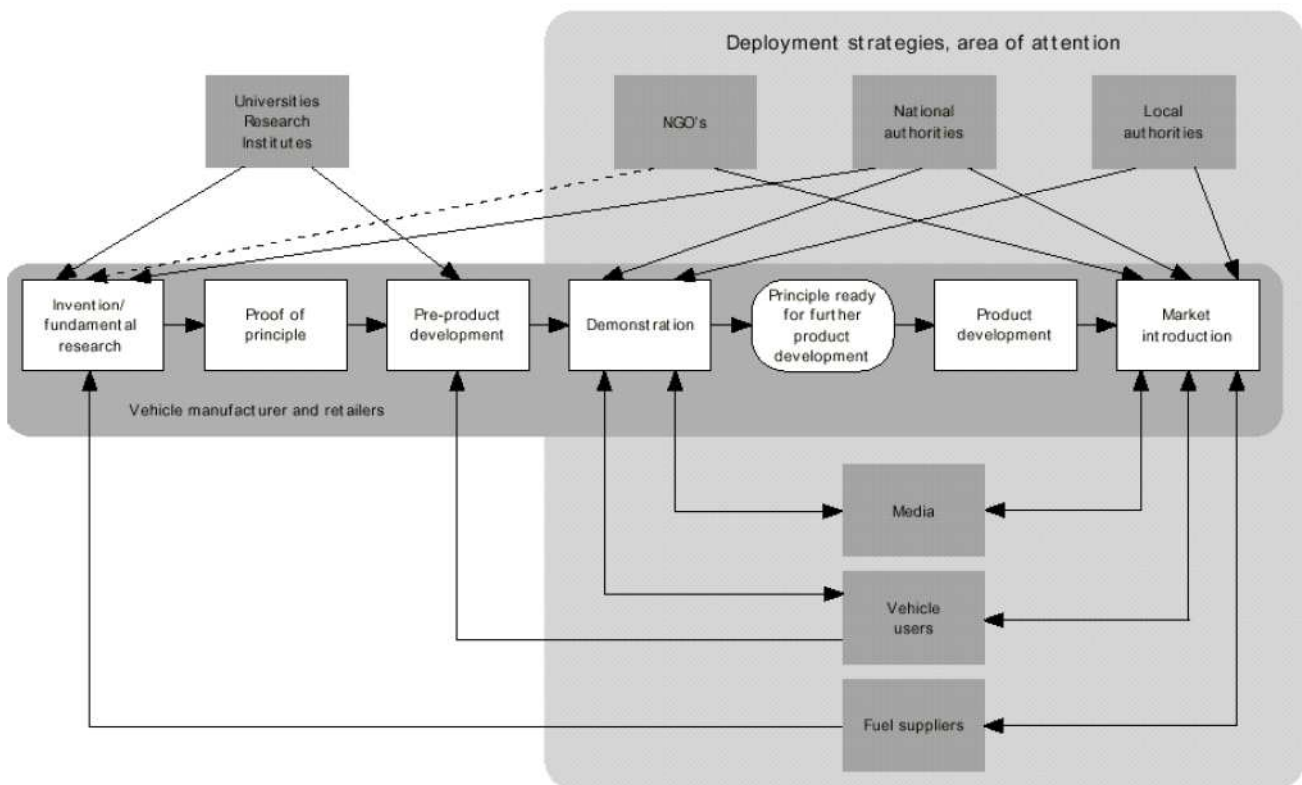 Deployment strategies, area of attention
Universities
Research
Institutes
NGO's
National
authorities
Local
authorities
Invention/
fundamental
research
Proof of
principle
Pre-product
development
Demonstration
Principle ready
for further
product
development
Product
development
Market
introduction
Vehicle manufacturer and retailers
Media
Vehicle
users
Fuel suppliers